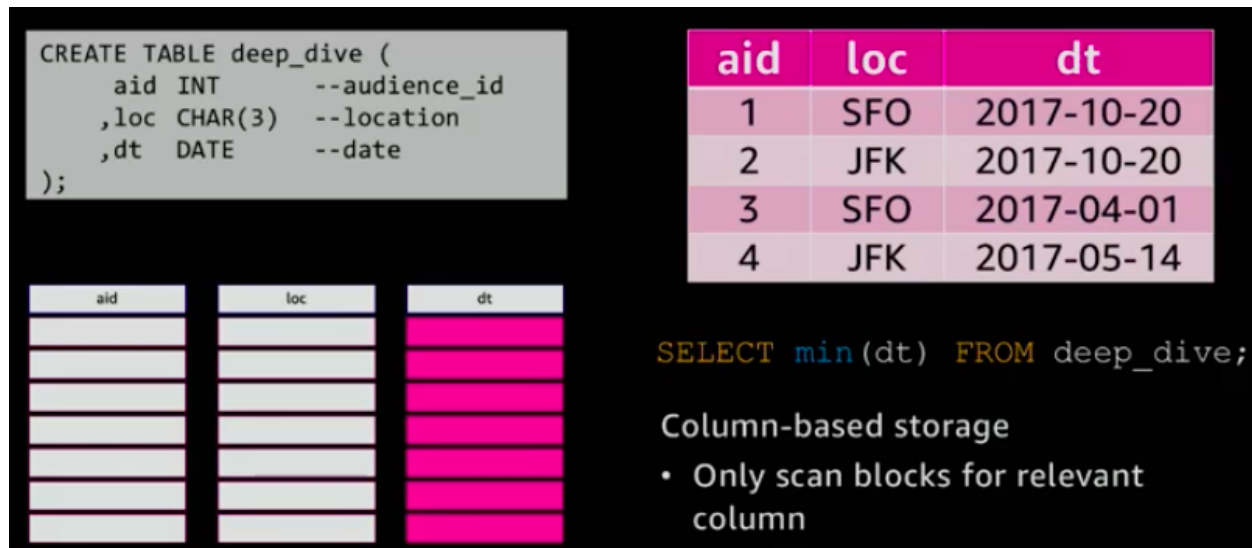 CREATE TABLE deep_dive (
aid INT --audience_id
,loc CHAR(3) --location
,dt DATE --date
);
aid loc dt
1 SFO 2017-10-20
2 JFK 2017-10-20
3 SFO 2017-04-01
4 JFK 2017-05-14
aid loc dt
SELECT min(dt) FROM deep_dive;
Column-based storage
• Only scan blocks for relevant
column